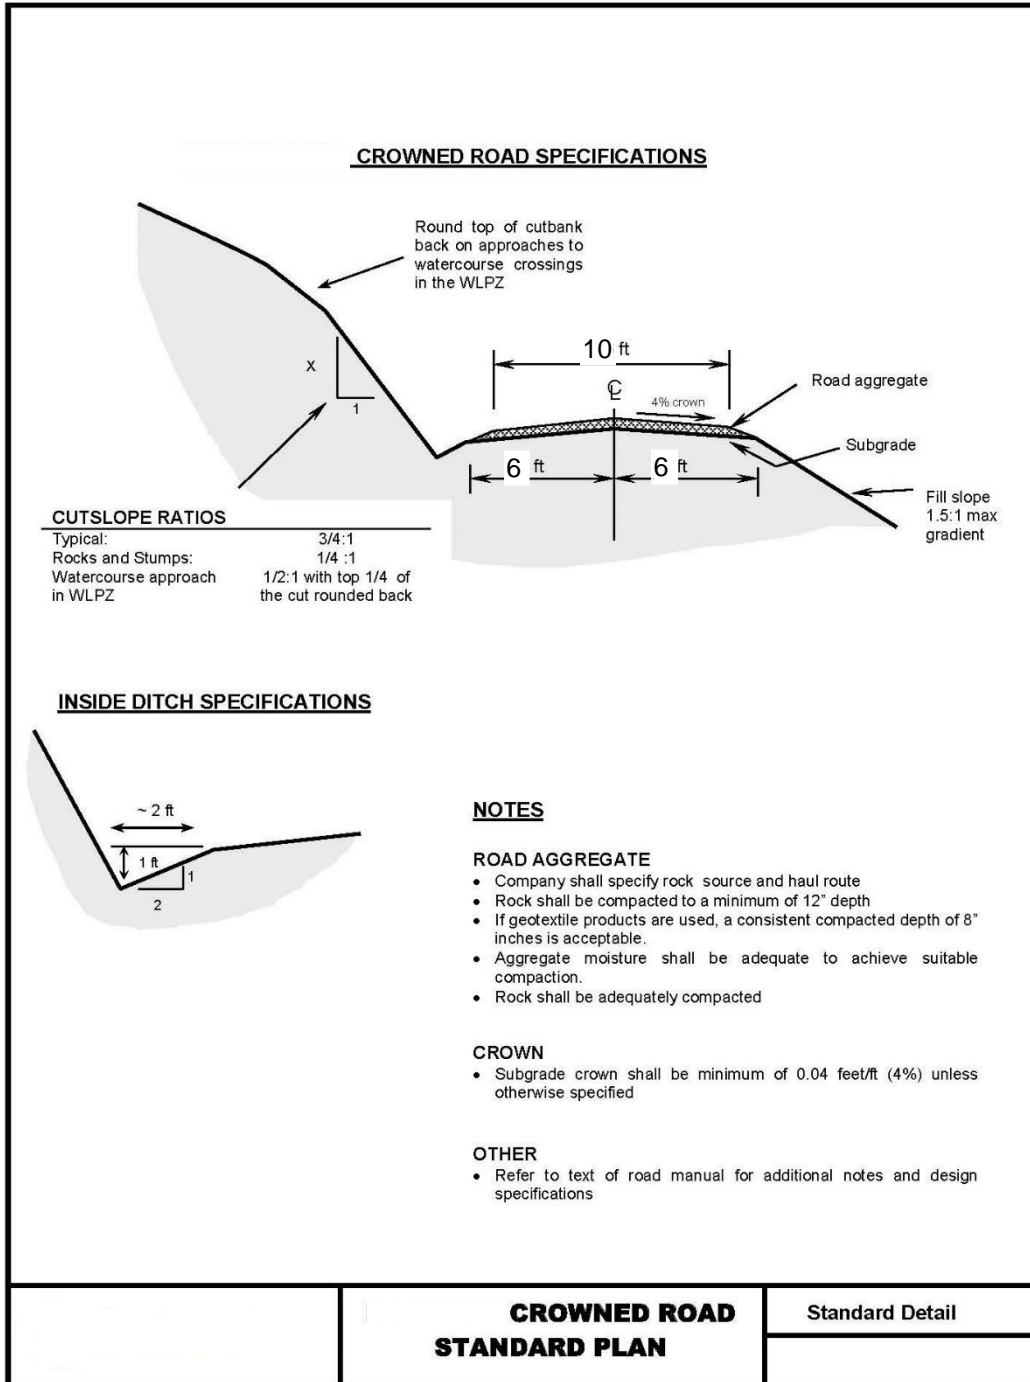 CROWNED ROAD SPECIFICATIONS
Round top of cutbank
back on approaches to
watercourse crossings
in the WLPZ
X
1
10 ft
℄
4% crown
Road aggregate
Subgrade
6 ft
6 ft
Fill slope
1.5:1 max
gradient
CUTSLOPE RATIOS
Typical: 3/4:1
Rocks and Stumps: 1/4 :1
Watercourse approach 1/2:1 with top 1/4 of
in WLPZ the cut rounded back
INSIDE DITCH SPECIFICATIONS
~ 2 ft
1 ft
1
2
NOTES
ROAD AGGREGATE
• Company shall specify rock source and haul route
• Rock shall be compacted to a minimum of 12" depth
• If geotextile products are used, a consistent compacted depth of 8"
inches is acceptable.
• Aggregate moisture shall be adequate to achieve suitable
compaction.
• Rock shall be adequately compacted
CROWN
• Subgrade crown shall be minimum of 0.04 feet/ft (4%) unless
otherwise specified
OTHER
• Refer to text of road manual for additional notes and design
specifications
CROWNED ROAD
STANDARD PLAN
Standard Detail